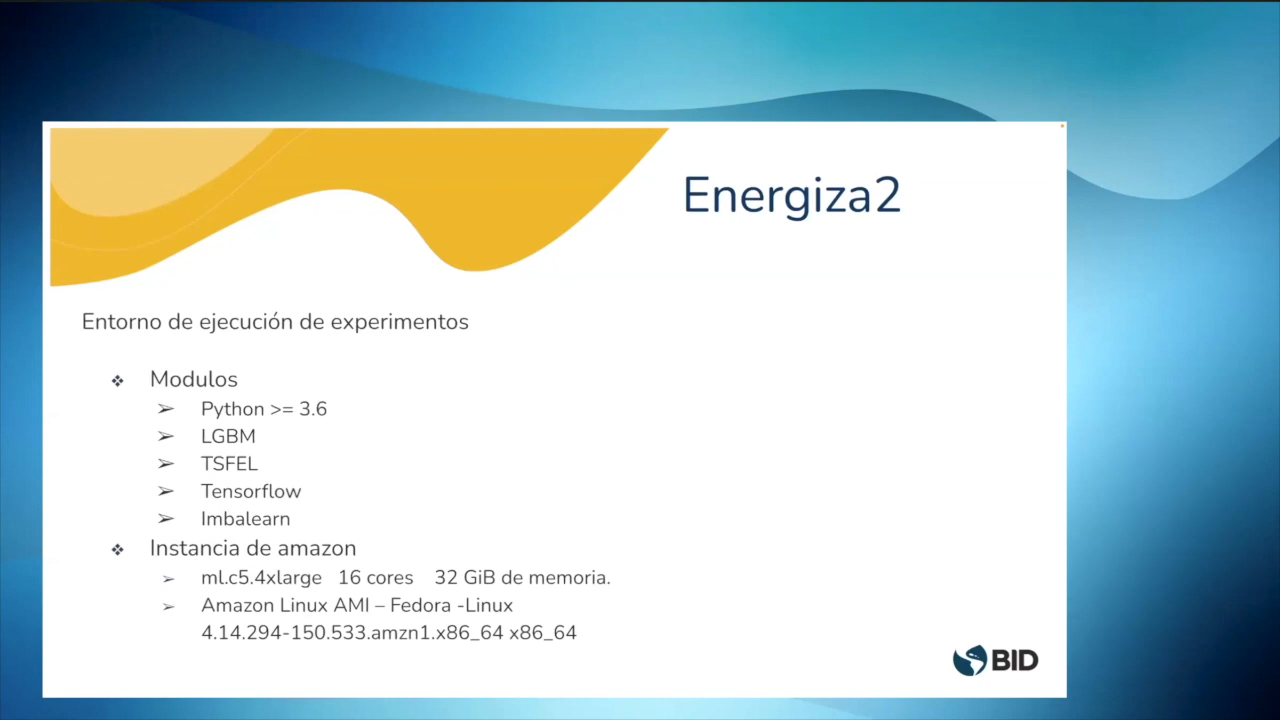 Energiza2
Entorno de ejecución de experimentos
❖ Modulos
➢ Python >= 3.6
➢ LGBM
➢ TSFEL
➢ Tensorflow
➢ Imbalearn
❖ Instancia de amazon
➢ ml.c5.4xlarge 16 cores 32 GiB de memoria.
➢ Amazon Linux AMI – Fedora -Linux
4.14.294-150.533.amzn1.x86_64 x86_64
BID